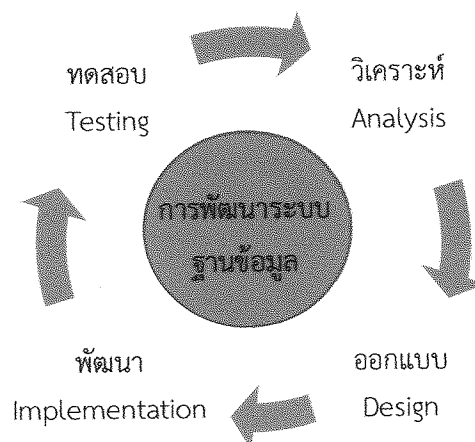 ทดสอบ
Testing
วิเคราะห์
Analysis
การพัฒนาระบบ
ฐานข้อมูล
พัฒนา
Implementation
ออกแบบ
Design